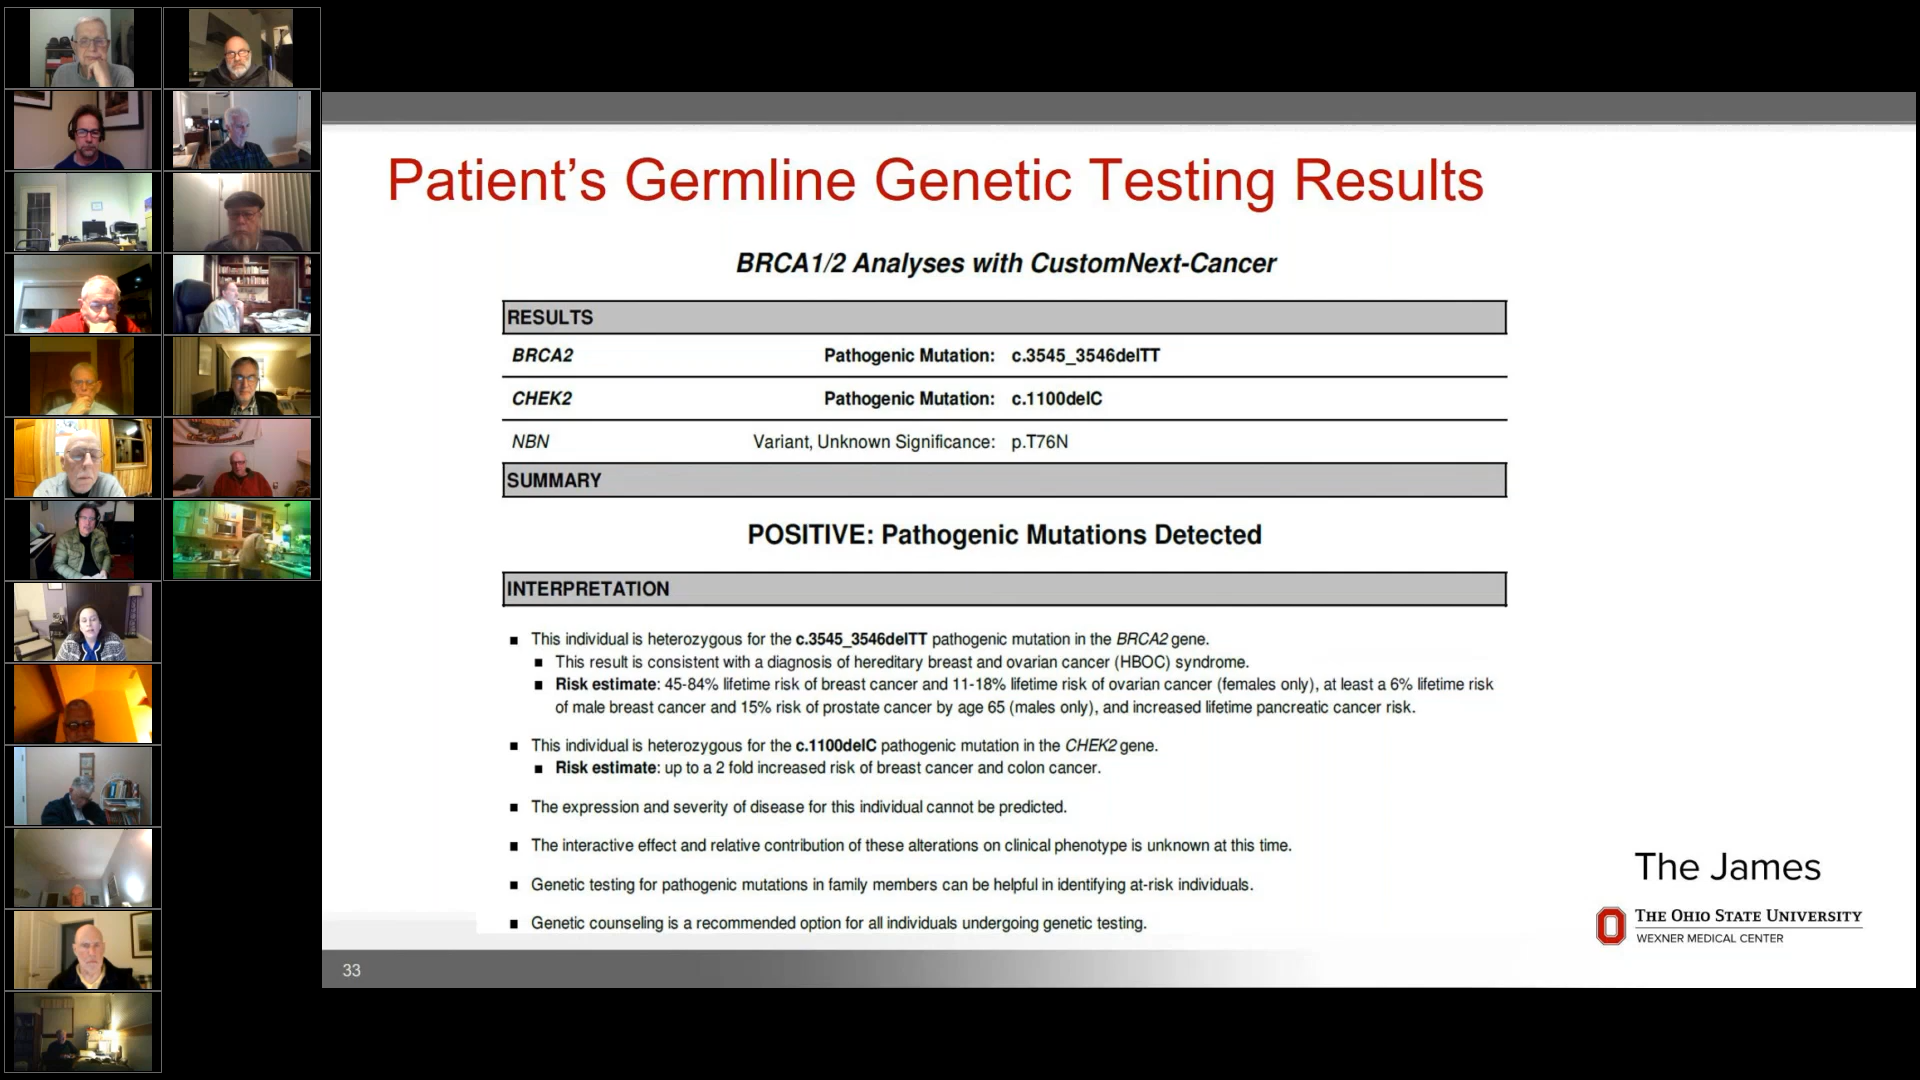 Patient’s Germline Genetic Testing Results
BRCA1/2 Analyses with CustomNext-Cancer
RESULTS
BRCA2 Pathogenic Mutation: c.3545_3546delTT
CHEK2 Pathogenic Mutation: c.1100delC
NBN Variant, Unknown Significance: p.T76N
SUMMARY
POSITIVE: Pathogenic Mutations Detected
INTERPRETATION
▪ This individual is heterozygous for the c.3545_3546delTT pathogenic mutation in the BRCA2 gene.
▪ This result is consistent with a diagnosis of hereditary breast and ovarian cancer (HBOC) syndrome.
▪ Risk estimate: 45-84% lifetime risk of breast cancer and 11-18% lifetime risk of ovarian cancer (females only), at least a 6% lifetime risk
of male breast cancer and 15% risk of prostate cancer by age 65 (males only), and increased lifetime pancreatic cancer risk.
▪ This individual is heterozygous for the c.1100delC pathogenic mutation in the CHEK2 gene.
▪ Risk estimate: up to a 2 fold increased risk of breast cancer and colon cancer.
▪ The expression and severity of disease for this individual cannot be predicted.
▪ The interactive effect and relative contribution of these alterations on clinical phenotype is unknown at this time.
▪ Genetic testing for pathogenic mutations in family members can be helpful in identifying at-risk individuals.
▪ Genetic counseling is a recommended option for all individuals undergoing genetic testing.
The James
THE OHIO STATE UNIVERSITY
WEXNER MEDICAL CENTER
33